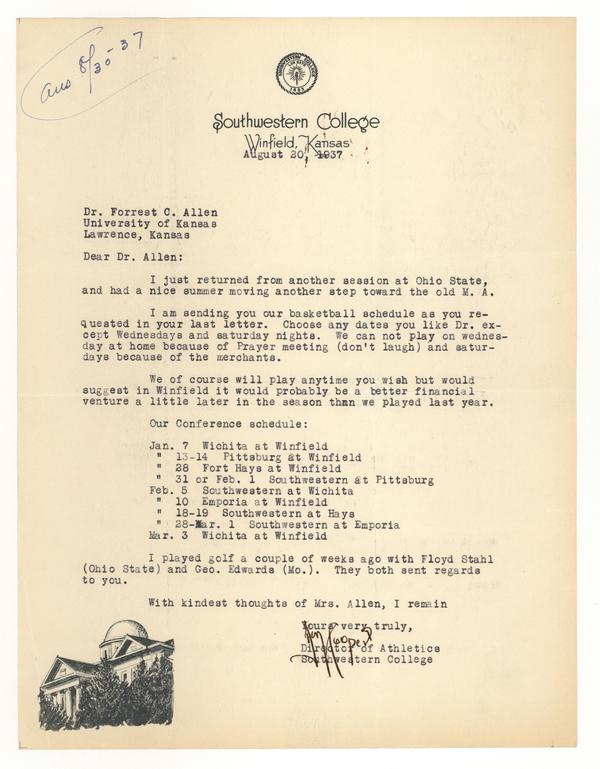 ans 8/30-37
Southwestern College
Winfield, Kansas
August 20, 1937
Dr. Forrest C. Allen
University of Kansas
Lawrence, Kansas
Dear Dr. Allen:
I just returned from another session at Ohio State,
and had a nice summer moving another step toward the old M. A.
I am sending you our basketball schedule as you re-
quested in your last letter. Choose any dates you like Dr. ex-
cept Wednesdays and saturday nights. We can not play on wednes-
day at home because of Prayer meeting (don't laugh) and satur-
days because of the merchants.
We of course will play anytime you wish but would
suggest in Winfield it would probably be a better financial
venture a little later in the season than we played last year.
Our Conference schedule:
Jan. 7 Wichita at Winfield
" 13-14 Pittsburg at Winfield
" 28 Fort Hays at Winfield
" 31 or Feb. 1 Southwestern at Pittsburg
Feb. 5 Southwestern at Wichita
" 10 Emporia at Winfield
" 18-19 Southwestern at Hays
" 28-Mar. 1 Southwestern at Emporia
Mar. 3 Wichita at Winfield
I played golf a couple of weeks ago with Floyd Stahl
(Ohio State) and Geo. Edwards (Mo.). They both sent regards
to you.
With kindest thoughts of Mrs. Allen, I remain
Yours very truly,
Director of Athletics
Southwestern College